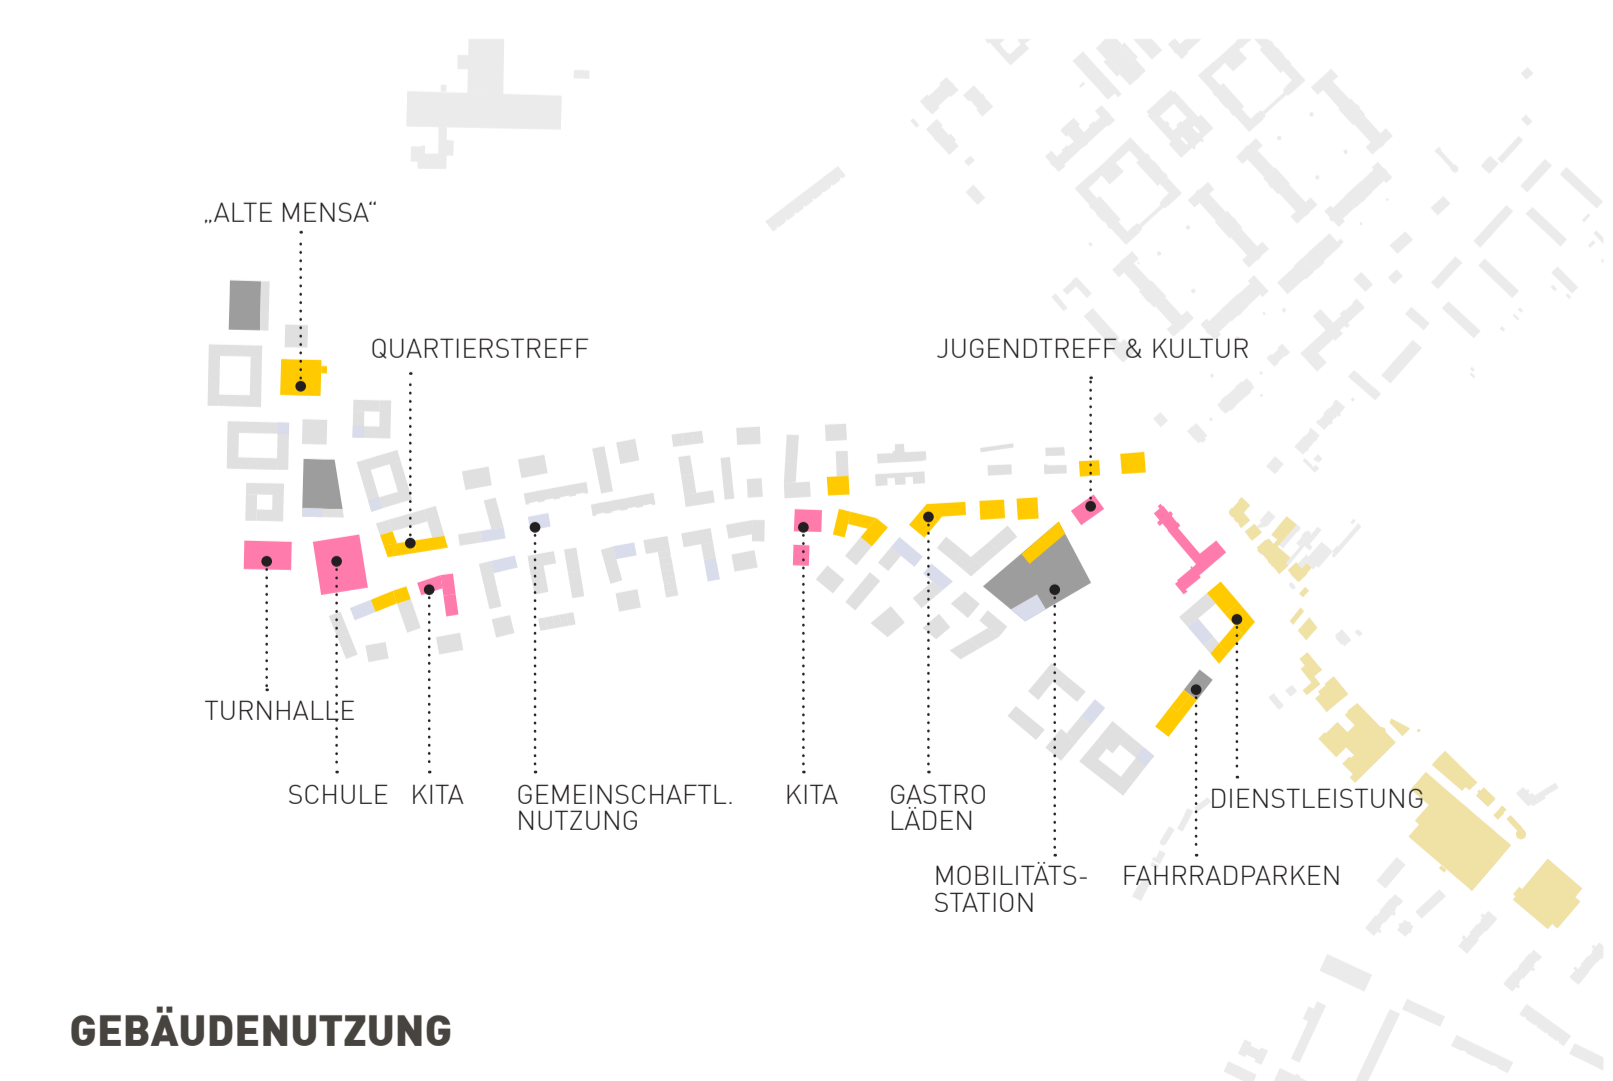 „ALTE MENSA“
QUARTIERSTREFF
JUGENDTREFF & KULTUR
TURNHALLE
SCHULE
KITA
GEMEINSCHAFTL.
NUTZUNG
KITA
GASTRO
LÄDEN
DIENSTLEISTUNG
MOBILITÄTS-
STATION
FAHRRADPARKEN
GEBÄUDENUTZUNG